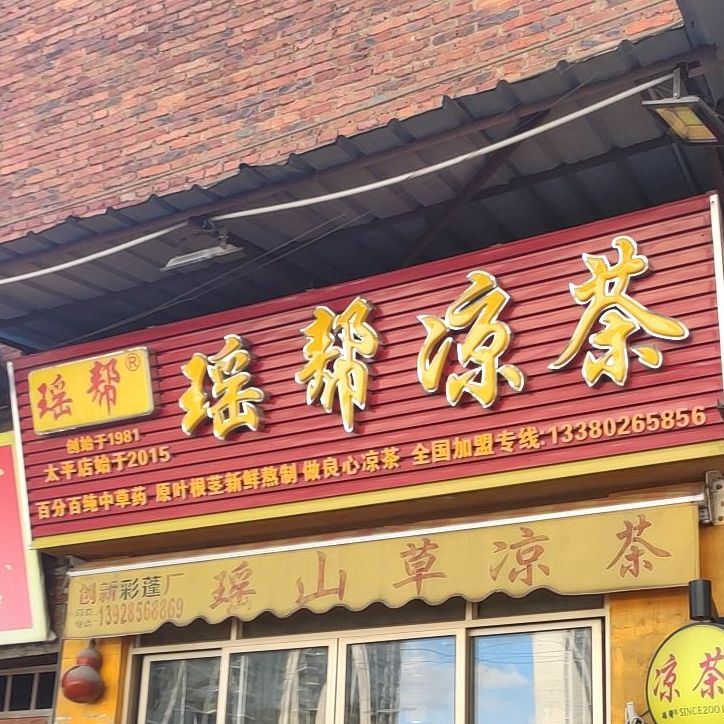 瑶帮®
瑶帮凉茶
创始于1981
太平店始于2015
百分百纯中草药 原叶根茎新鲜熬制 做良心凉茶 全国加盟专线:13380265856
创新彩蓬厂
13928568869
瑶山草凉茶
凉茶
SINCE200